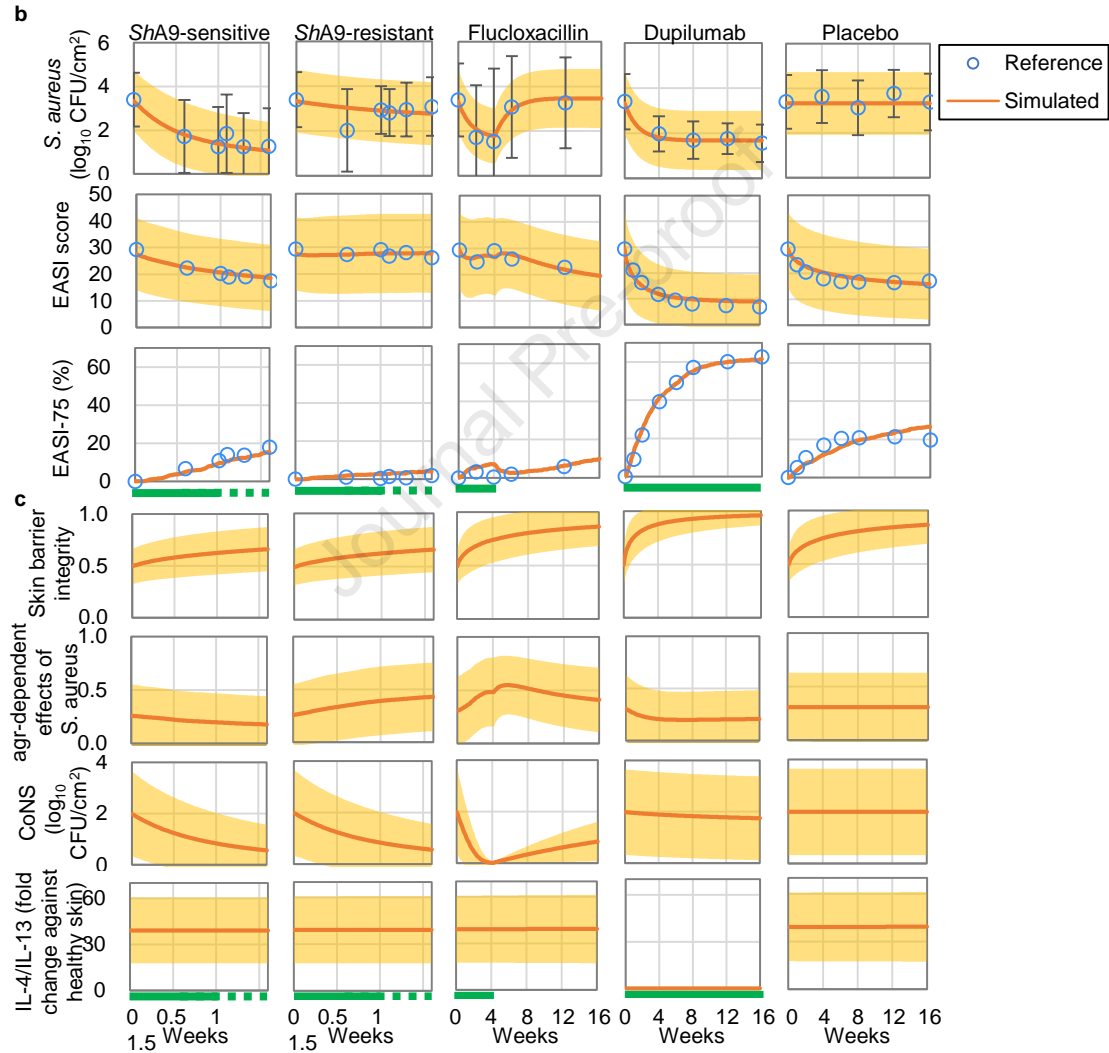 b
ShA9-sensitive ShA9-resistant Flucloxacillin Dupilumab Placebo
Reference
Simulated
S. aureus
(log10 CFU/cm2)
6
4
2
0
EASI score
50
40
30
20
10
0
EASI-75 (%)
60
40
20
0
c
Skin barrier
integrity
1.0
0.5
0.0
agr-dependent
effects of
S. aureus
1.0
0.5
0.0
CoNS
(log10
CFU/cm2)
4
2
0
IL-4/IL-13 (fold
change against
healthy skin)
60
30
0
0 0.5 1
1.5
Weeks
0 0.5 1
1.5
Weeks
0 4 8 12 16
Weeks
0 4 8 12 16
Weeks
0 4 8 12 16
Weeks
Journal Pre-proof